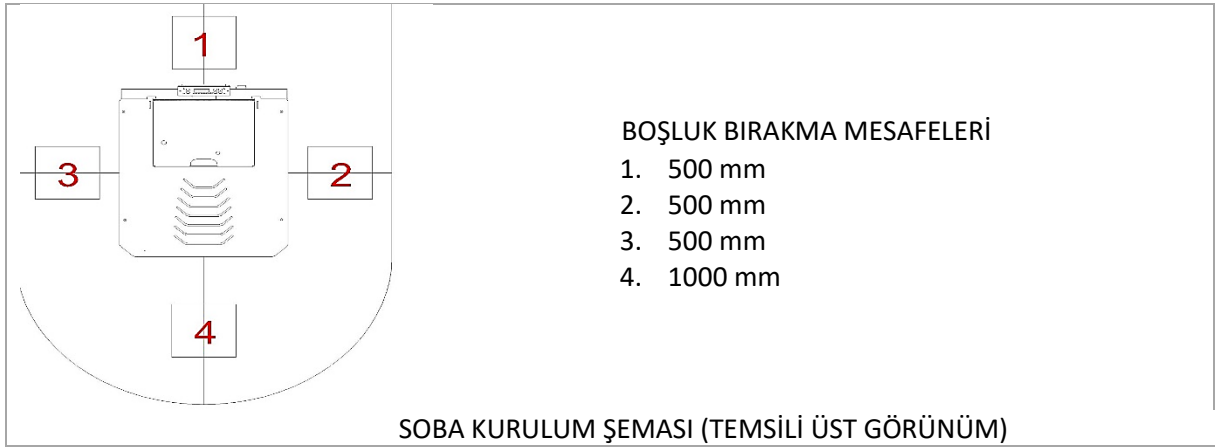 1
3
2
4
BOŞLUK BIRAKMA MESAFELERİ
1. 500 mm
2. 500 mm
3. 500 mm
4. 1000 mm
SOBA KURULUM ŞEMASI (TEMSİLİ ÜST GÖRÜNÜM)